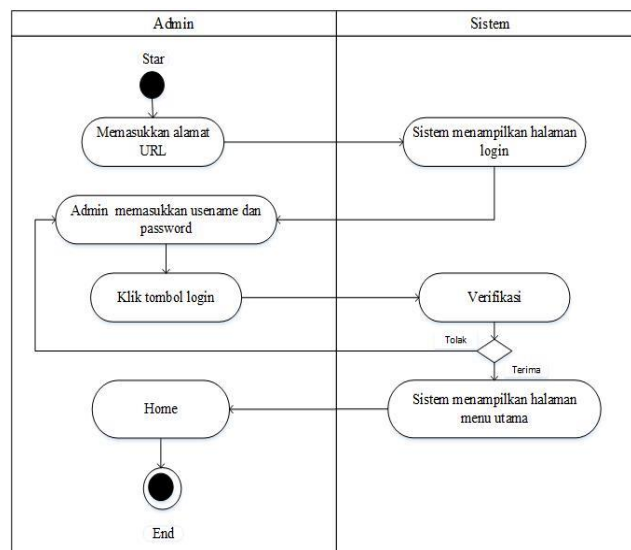 Admin
Sistem
Star
Memasukkan alamat
URL
Sistem menampilkan halaman
login
Admin memasukkan usename dan
password
Klik tombol login
Verifikasi
Tolak
Terima
Home
Sistem menampilkan halaman
menu utama
End